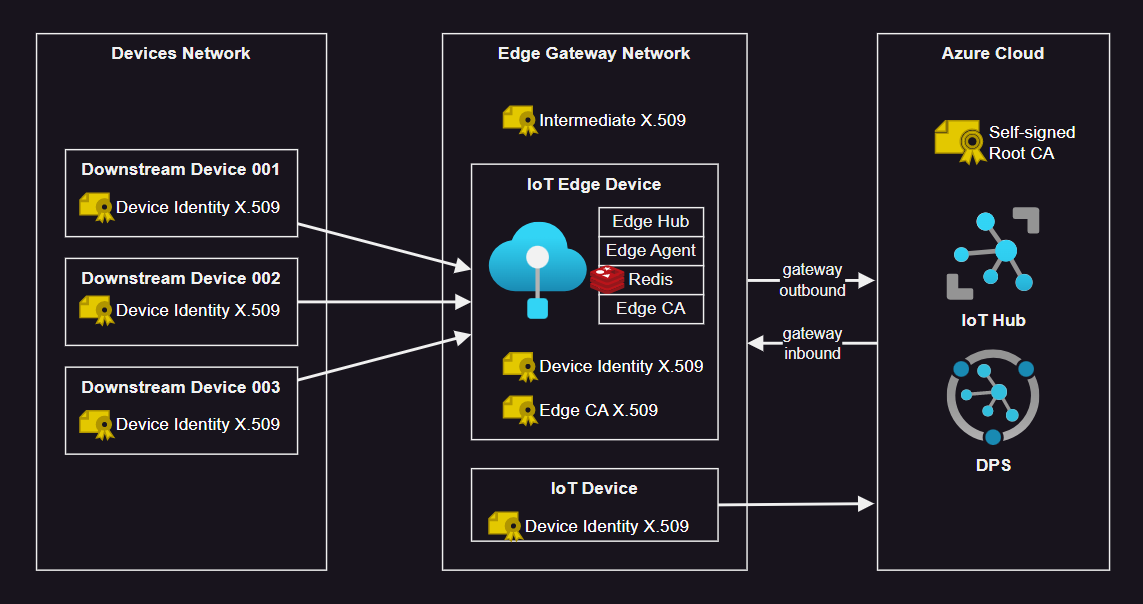 Devices Network
Downstream Device 001
Device Identity X.509
Downstream Device 002
Device Identity X.509
Downstream Device 003
Device Identity X.509
Edge Gateway Network
Intermediate X.509
IoT Edge Device
Edge Hub
Edge Agent
Redis
Edge CA
Device Identity X.509
Edge CA X.509
IoT Device
Device Identity X.509
gateway
outbound
gateway
inbound
Azure Cloud
Self-signed
Root CA
IoT Hub
DPS